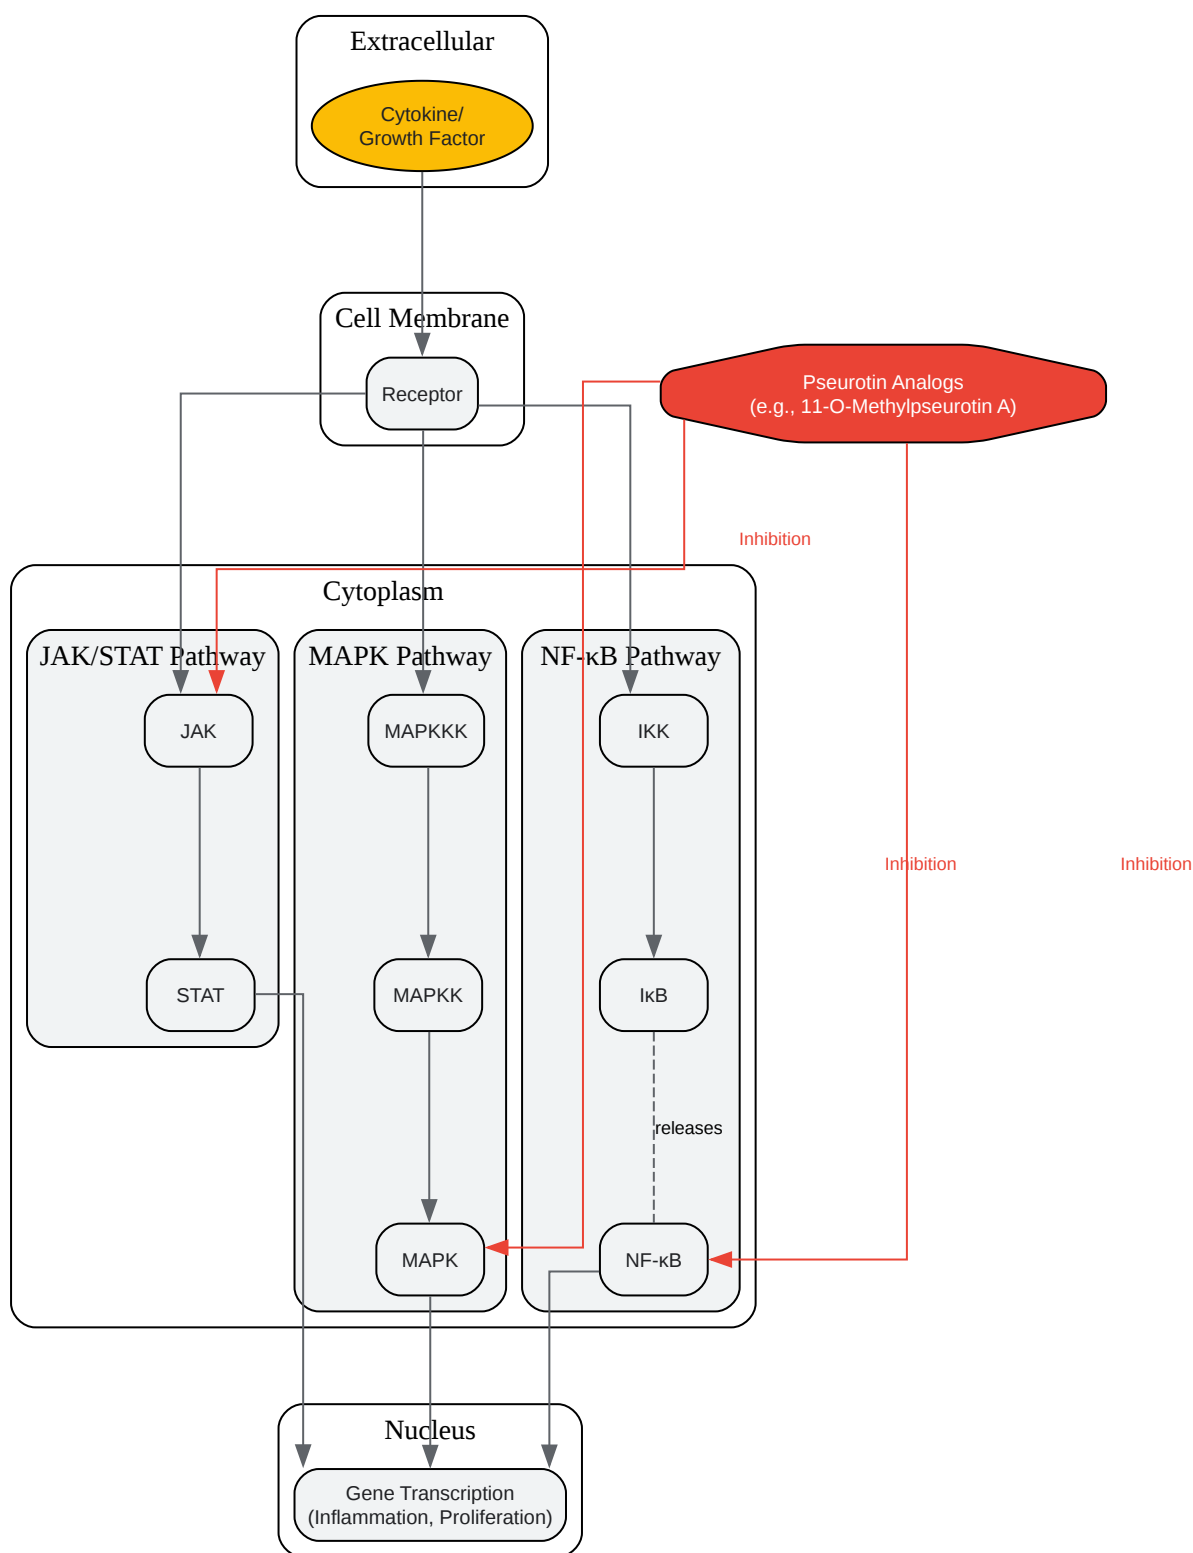 Extracellular
Cytokine/
Growth Factor
Cell Membrane
Receptor
Pseurotin Analogs
(e.g., 11-O-Methylpseurotin A)
Inhibition
Cytoplasm
JAK/STAT Pathway
MAPK Pathway
NF-κB Pathway
JAK
MAPKKK
IKK
Inhibition
Inhibition
STAT
MAPKK
IκB
releases
MAPK
NF-κB
Nucleus
Gene Transcription
(Inflammation, Proliferation)